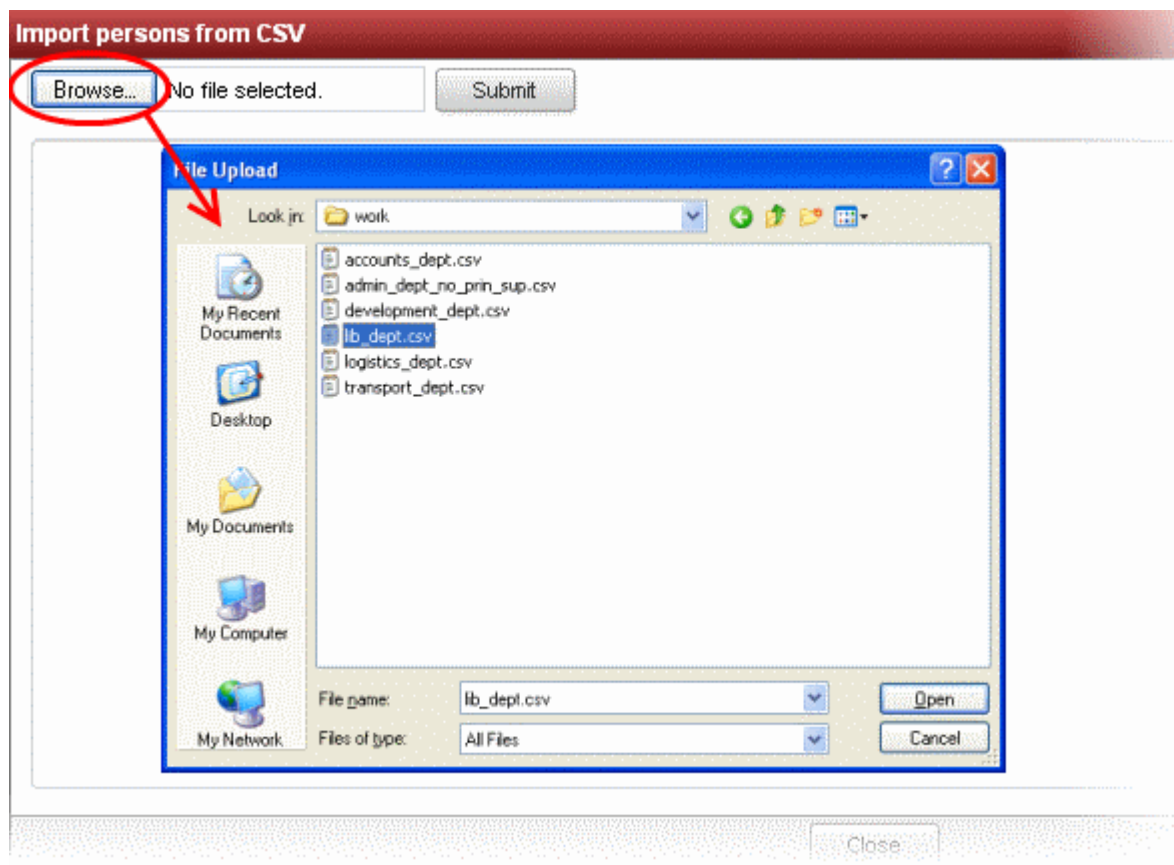 Import persons from CSV
Browse... No file selected. Submit
File Upload
Look in: work
accounts_dept.csv
admin_dept_no_prin_sup.csv
development_dept.csv
lib_dept.csv
logistics_dept.csv
transport_dept.csv
My Recent
Documents
Desktop
My Documents
My Computer
My Network
File name: lib_dept.csv Open
Files of type: All Files Cancel
Close